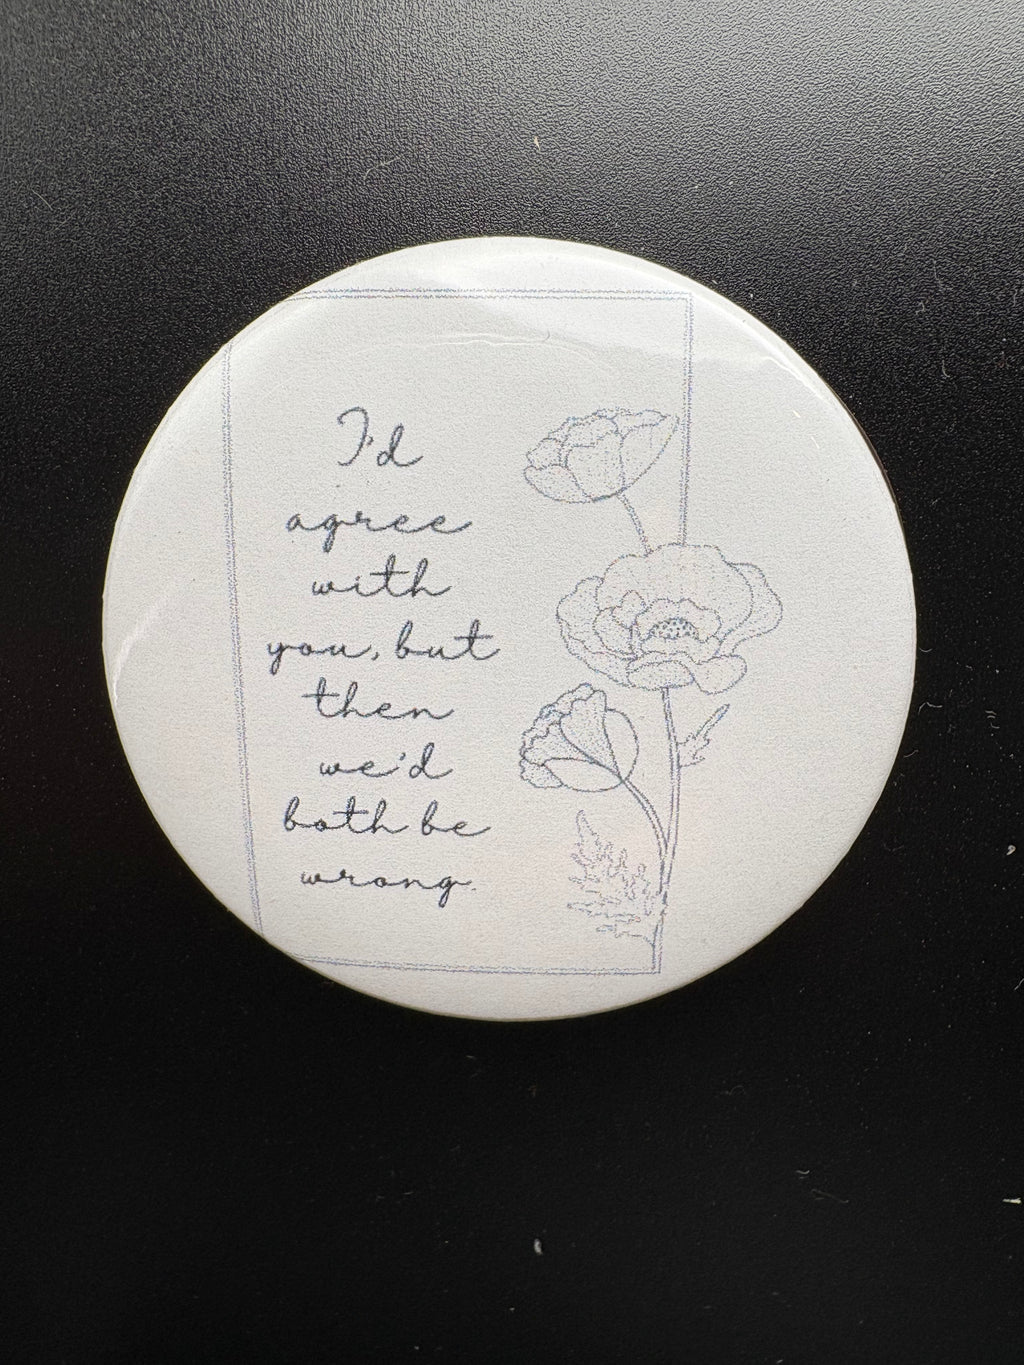 I'd
agree
with
you, but
then
we'd
both be
wrong.